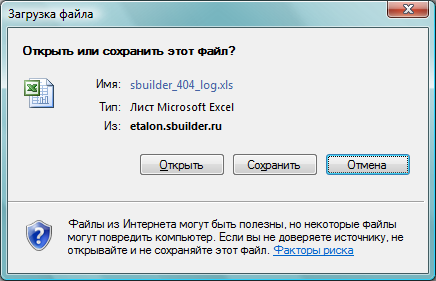 Загрузка файла
Открыть или сохранить этот файл?
Имя: sbuilder_404_log.xls
Тип: Лист Microsoft Excel
Из: etalon.sbuilder.ru
Открыть Сохранить Отмена
Файлы из Интернета могут быть полезны, но некоторые файлы
могут повредить компьютер. Если вы не доверяете источнику, не
открывайте и не сохраняйте этот файл. Факторы риска